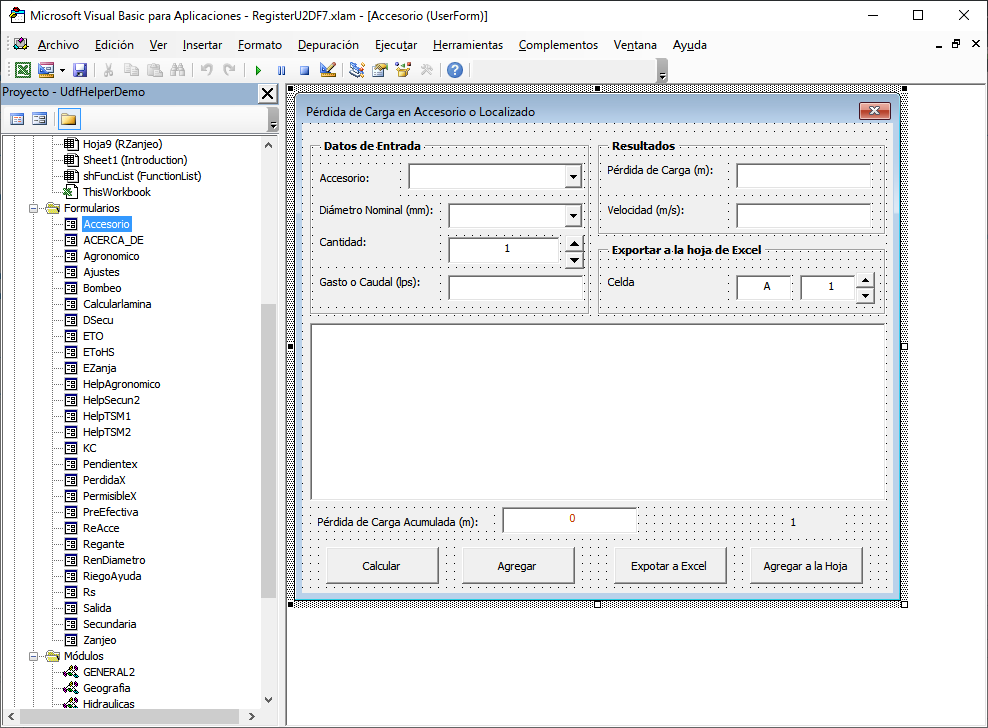 Microsoft Visual Basic para Aplicaciones - RegisterU2DF7.xlam - [Accesorio (UserForm)]
Archivo Edición Ver Insertar Formato Depuración Ejecutar Herramientas Complementos Ventana Ayuda
Proyecto - UdfHelperDemo
Hoja9 (RZanjeo)
Sheet1 (Introduction)
shFuncList (FunctionList)
ThisWorkbook
Formularios
Accesorio
ACERCA_DE
Agronomico
Ajustes
Bombeo
Calcularlamina
DSecu
ETO
EToHS
EZanja
HelpAgronomico
HelpSecun2
HelpTSM1
HelpTSM2
KC
Pendientex
PerdidaX
PermisibleX
PreEfectiva
ReAcce
Regante
RenDiametro
RiegoAyuda
Rs
Salida
Secundaria
Zanjeo
Módulos
GENERAL2
Geografia
Hidraulicas
Pérdida de Carga en Accesorio o Localizado
Datos de Entrada
Accesorio:
Diámetro Nominal (mm):
Cantidad: 1
Gasto o Caudal (lps):
Resultados
Pérdida de Carga (m):
Velocidad (m/s):
Exportar a la hoja de Excel
Celda A 1
Pérdida de Carga Acumulada (m): 0 1
Calcular Agregar Expotar a Excel Agregar a la Hoja